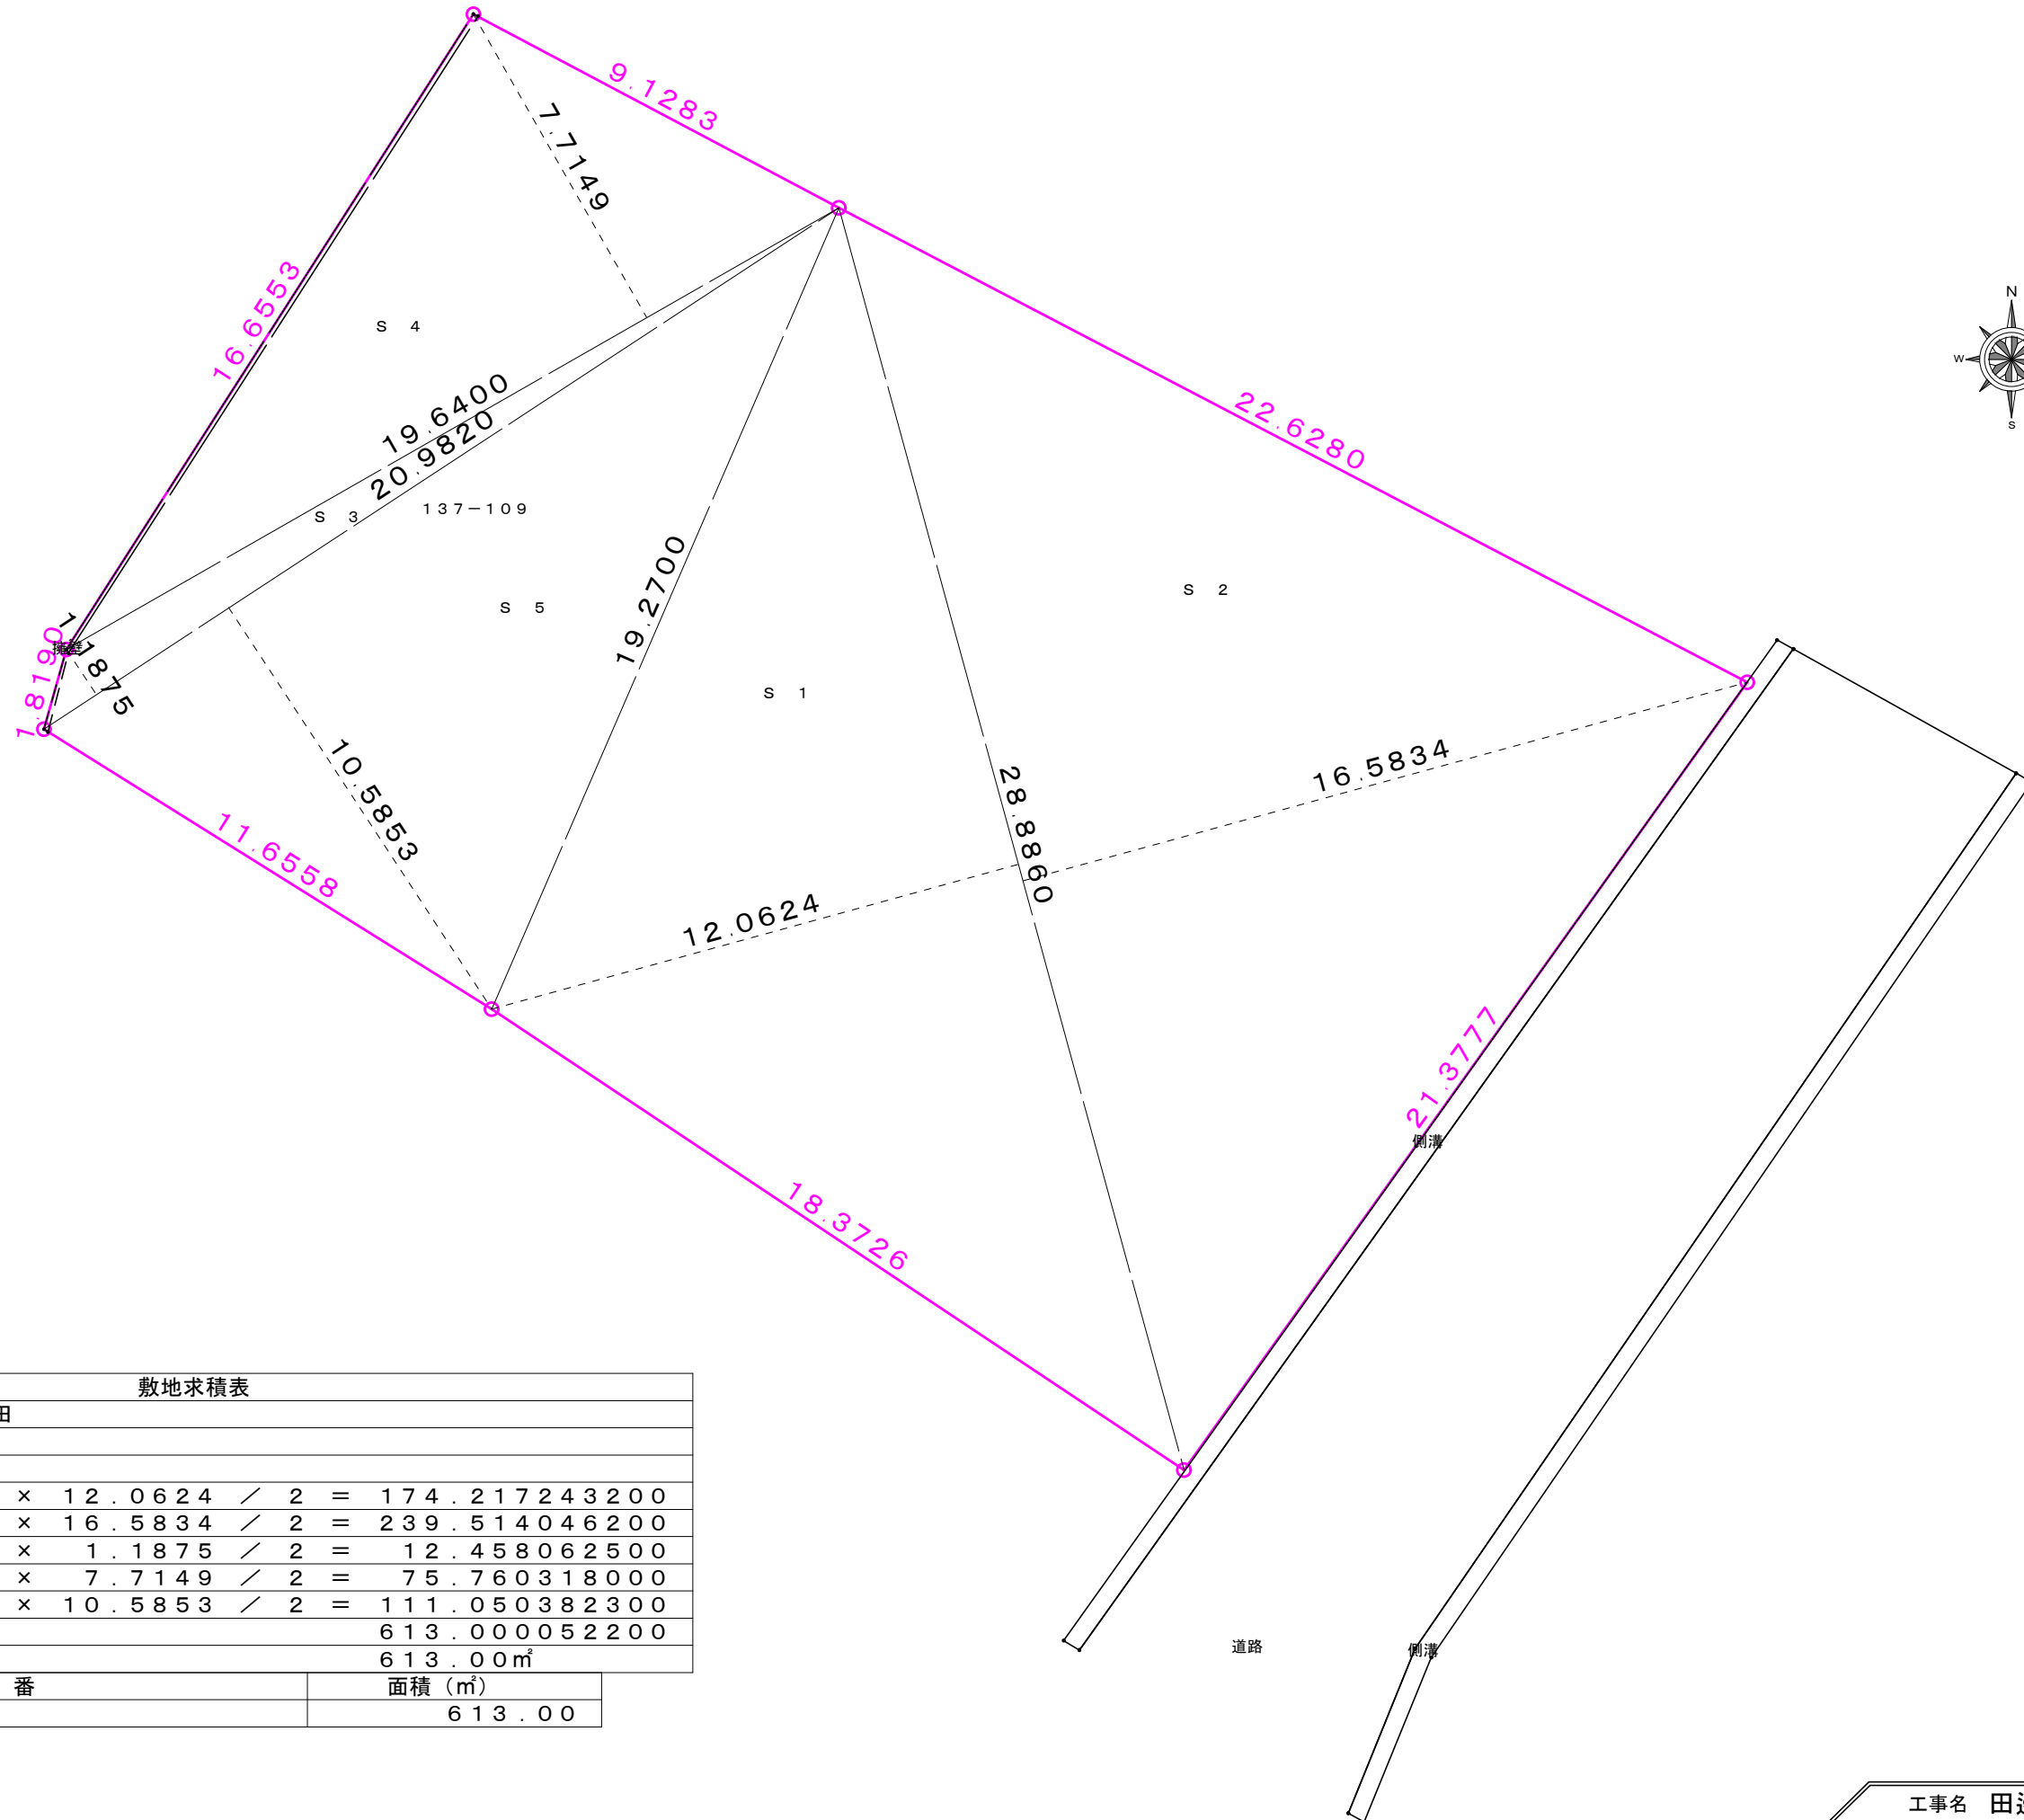 9.1283
7.7149
16.6553
S 4
N
W
S
19.6400
20.9820
22.6280
S 3
137-109
19.2700
S 5
S 2
1.1875
擁壁
1.8190
S 1
10.5853
28.8860
16.5834
11.6558
12.0624
21.3777
側溝
18.3726
敷地求積表
田
× 12.0624 / 2 = 174.217243200
× 16.5834 / 2 = 239.514046200
× 1.1875 / 2 = 12.458062500
× 7.7149 / 2 = 75.760318000
× 10.5853 / 2 = 111.050382300
613.000052200
613.00㎡
番 面積（㎡）
613.00
道路
側溝
工事名 田